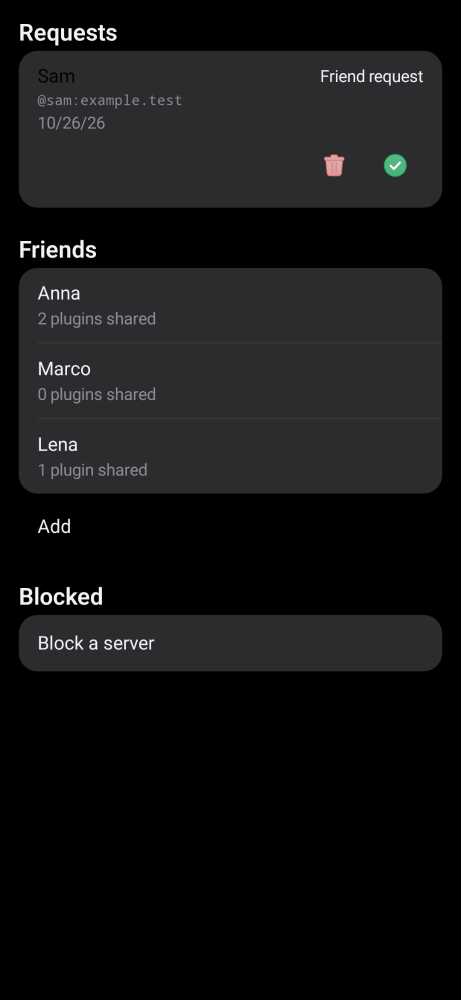 Requests
Sam
Friend request
@sam:example.test
10/26/26
Friends
Anna
2 plugins shared
Marco
0 plugins shared
Lena
1 plugin shared
Add
Blocked
Block a server